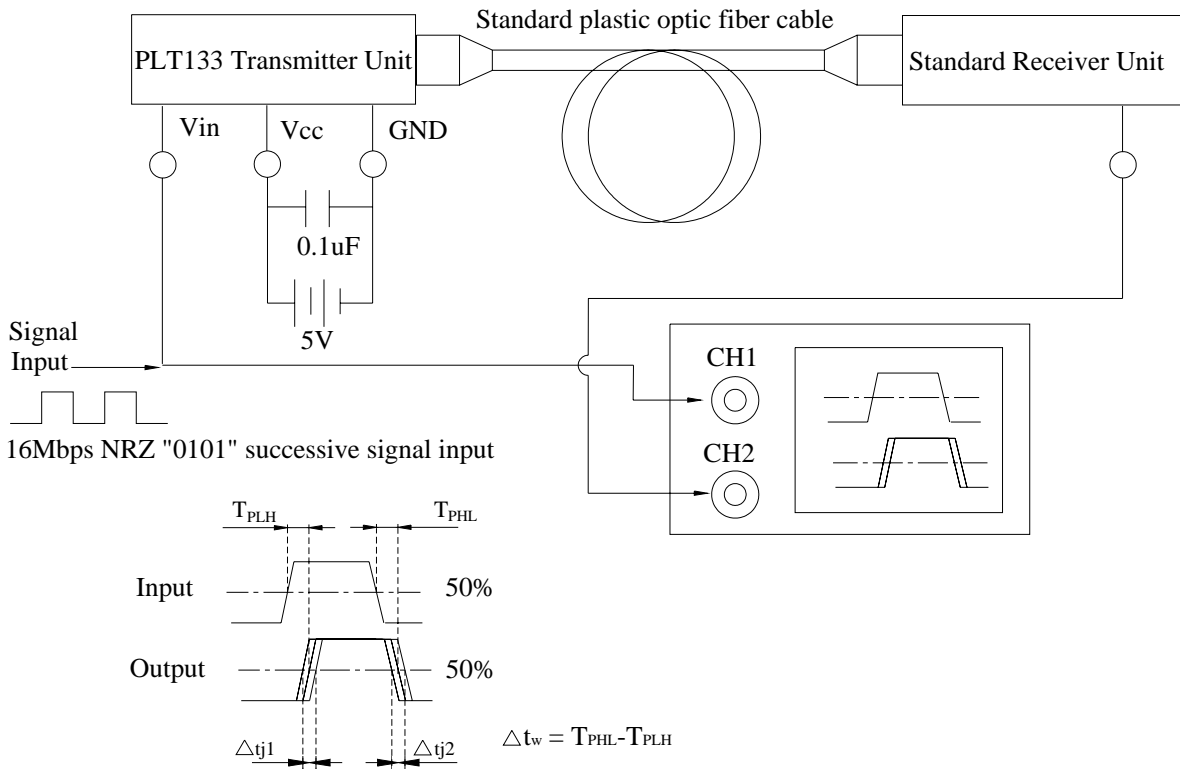 Standard plastic optic fiber cable
PLT133 Transmitter Unit
Standard Receiver Unit
Vin
Vcc
GND
0.1uF
5V
Signal
Input
16Mbps NRZ "0101" successive signal input
CH1
CH2
TPLH
TPHL
Input
50%
Output
50%
△tj1
△tj2
△tw = TPHL-TPLH